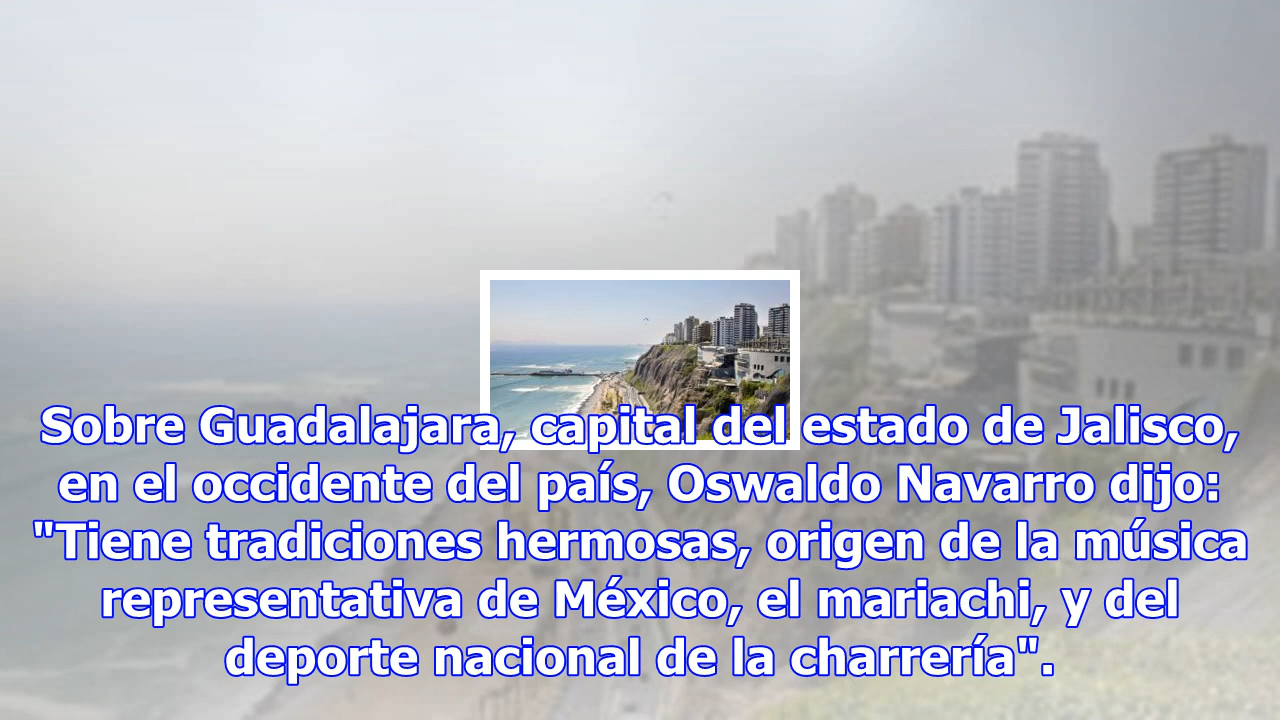 Sobre Guadalajara, capital del estado de Jalisco,
en el occidente del país, Oswaldo Navarro dijo:
"Tiene tradiciones hermosas, origen de la música
representativa de México, el mariachi, y del
deporte nacional de la charrería".